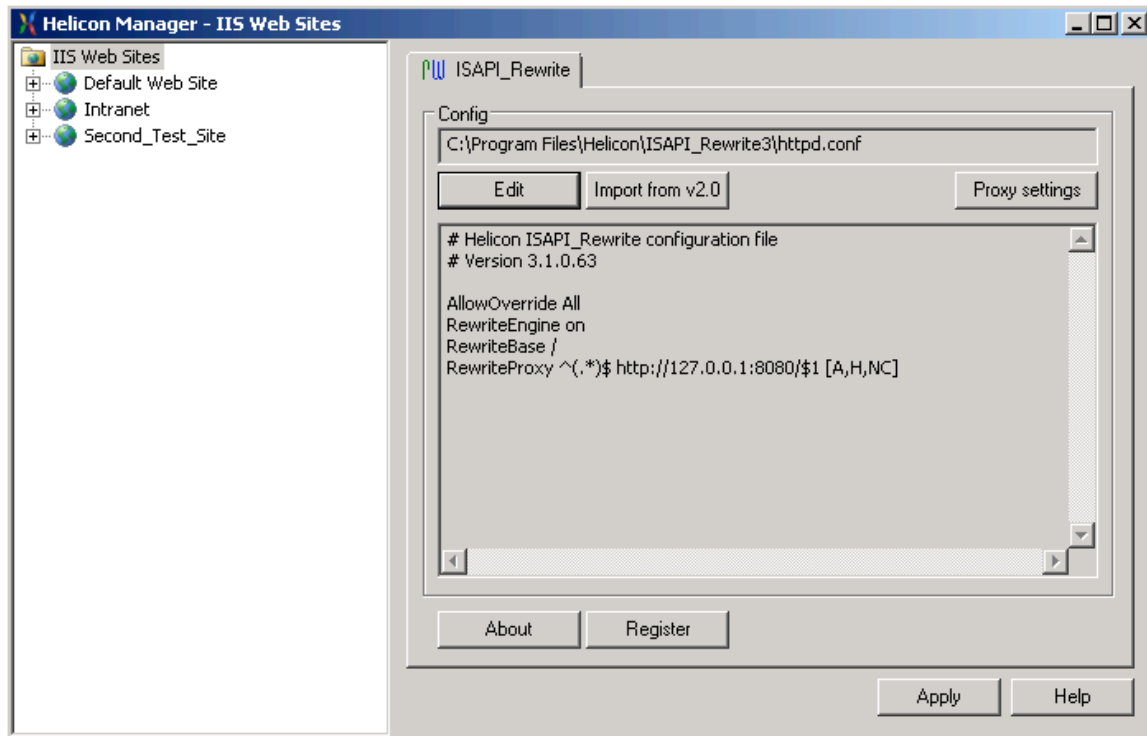 Helicon Manager - IIS Web Sites
IIS Web Sites
Default Web Site
Intranet
Second_Test_Site
ISAPI_Rewrite
Config
C:\Program Files\Helicon\ISAPI_Rewrite3\httpd.conf
Edit
Import from v2.0
Proxy settings
# Helicon ISAPI_Rewrite configuration file
# Version 3.1.0.63
AllowOverride All
RewriteEngine on
RewriteBase /
RewriteProxy ^(.*)$ http://127.0.0.1:8080/$1 [A,H,NC]
About
Register
Apply
Help